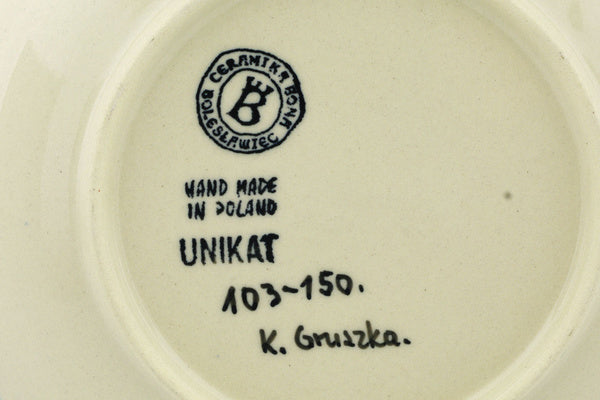 CERAMIKA BONA
BOLESŁAWIEC
B
HAND MADE
IN POLAND
UNIKAT
103-150.
K. Gruszka.